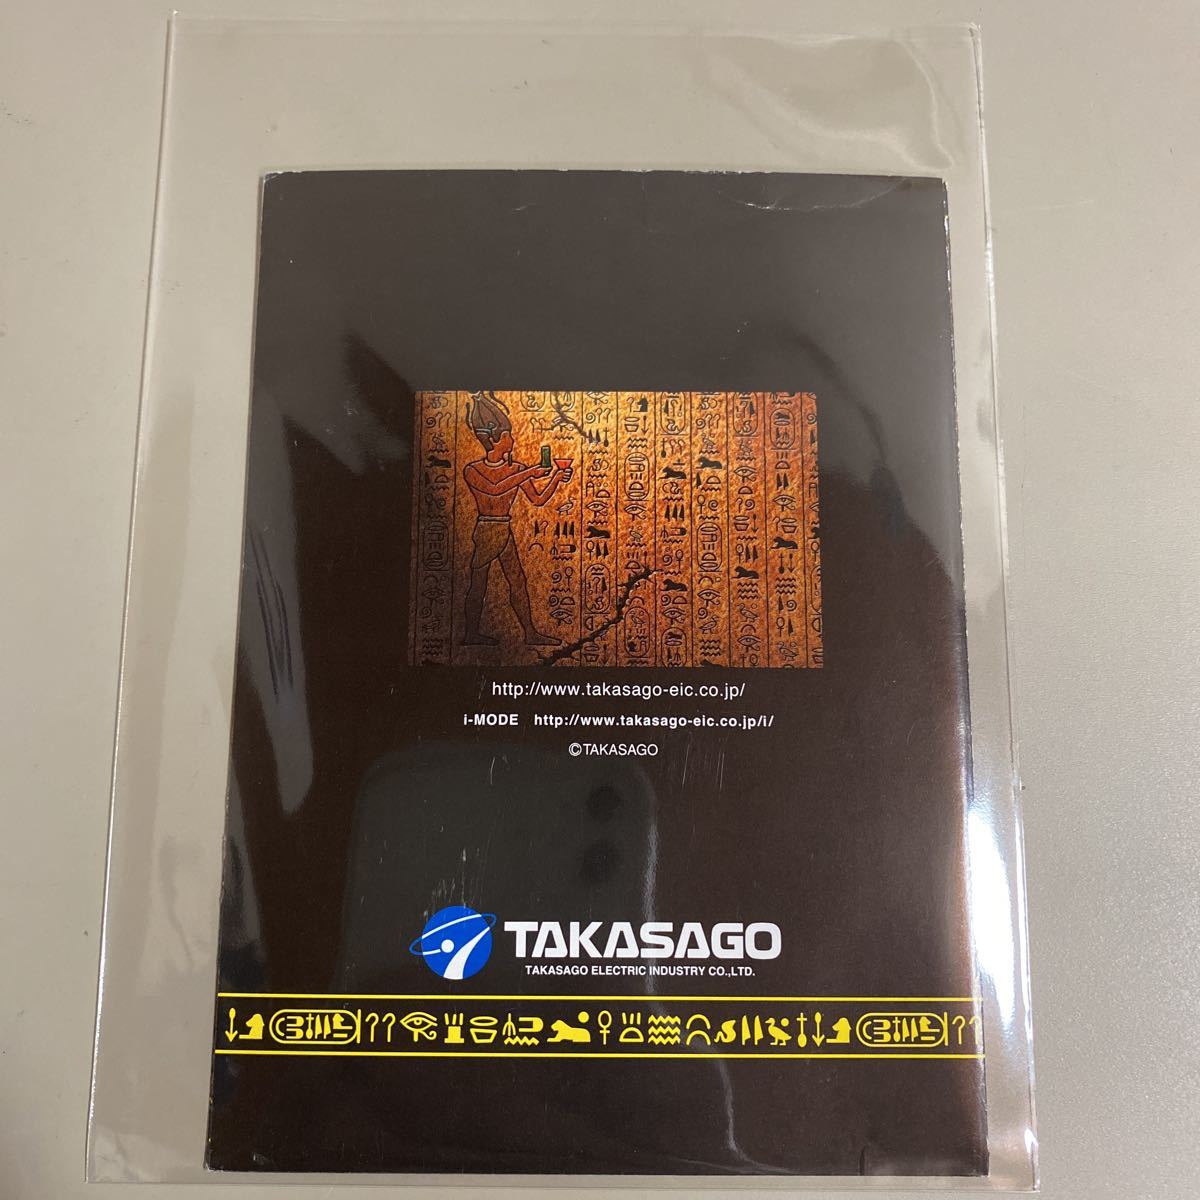 http://www.takasago-eic.co.jp/
i-MODE http://www.takasago-eic.co.jp/i/
©TAKASAGO
TAKASAGO
TAKASAGO ELECTRIC INDUSTRY CO.,LTD.